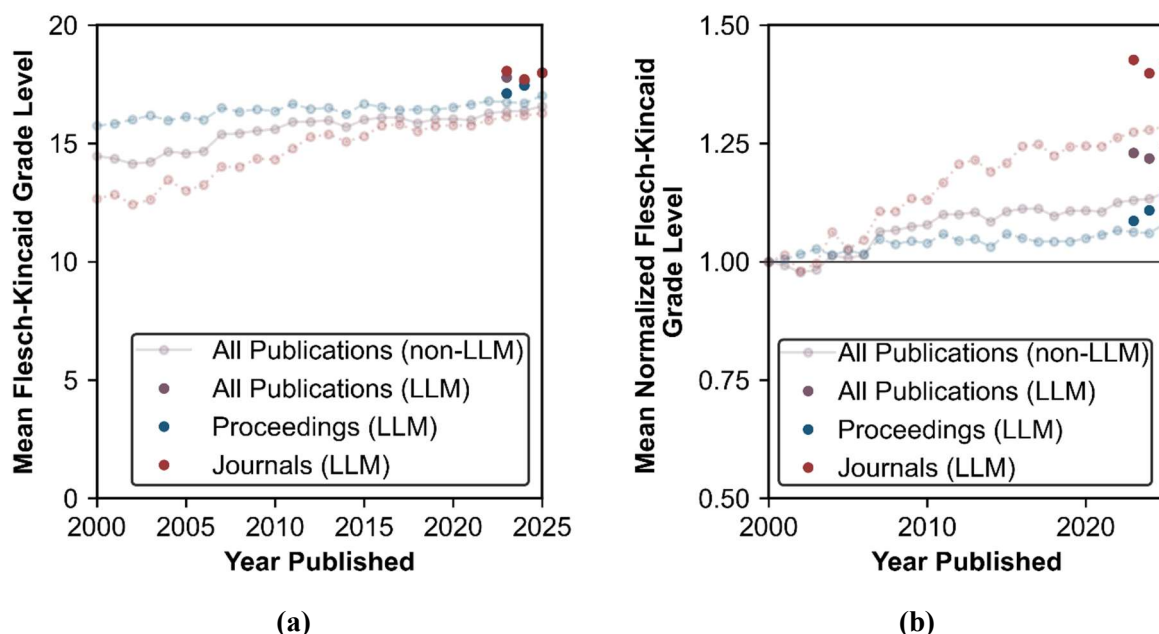 20
15
10
5
0
Mean Flesch-Kincaid Grade Level
All Publications (non-LLM)
All Publications (LLM)
Proceedings (LLM)
Journals (LLM)
2000 2005 2010 2015 2020 2025
Year Published
(a)
1.50
1.25
1.00
0.75
0.50
Mean Normalized Flesch-Kincaid
Grade Level
All Publications (non-LLM)
All Publications (LLM)
Proceedings (LLM)
Journals (LLM)
2000 2010 2020
Year Published
(b)